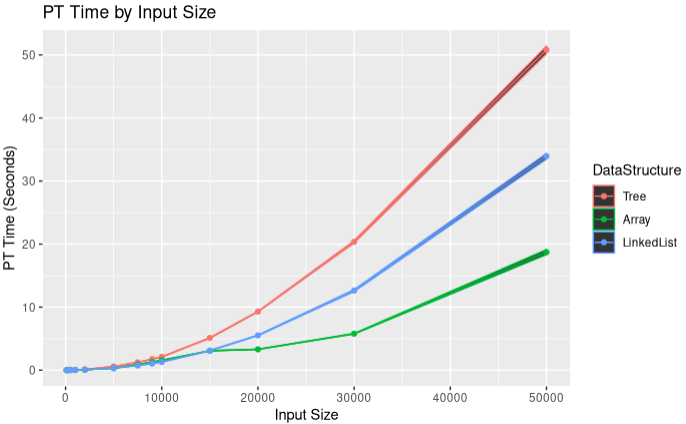 PT Time by Input Size
50
40
30
20
10
0
PT Time (Seconds)
0 10000 20000 30000 40000 50000
Input Size
DataStructure
Tree
Array
LinkedList